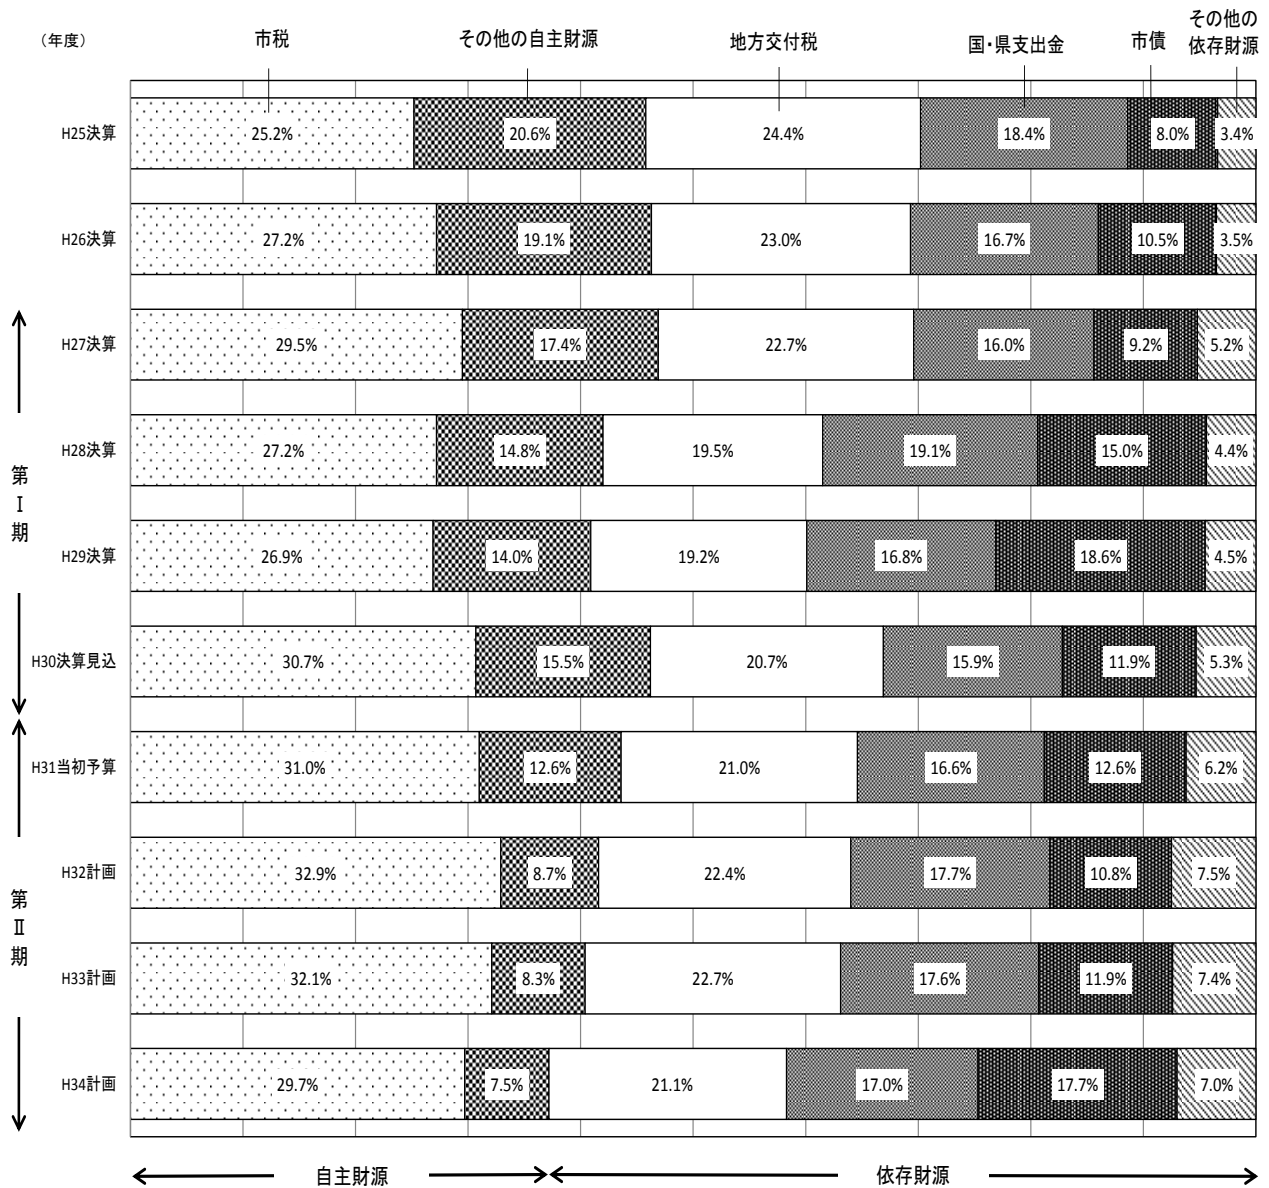 （年度）
市税
その他の自主財源
地方交付税
国・県支出金
市債
その他の
依存財源
H25決算
25.2%
20.6%
24.4%
18.4%
8.0%
3.4%
H26決算
27.2%
19.1%
23.0%
16.7%
10.5%
3.5%
H27決算
29.5%
17.4%
22.7%
16.0%
9.2%
5.2%
H28決算
27.2%
14.8%
19.5%
19.1%
15.0%
4.4%
第
Ⅰ
期
H29決算
26.9%
14.0%
19.2%
16.8%
18.6%
4.5%
H30決算見込
30.7%
15.5%
20.7%
15.9%
11.9%
5.3%
H31当初予算
31.0%
12.6%
21.0%
16.6%
12.6%
6.2%
H32計画
32.9%
8.7%
22.4%
17.7%
10.8%
7.5%
第
Ⅱ
期
H33計画
32.1%
8.3%
22.7%
17.6%
11.9%
7.4%
H34計画
29.7%
7.5%
21.1%
17.0%
17.7%
7.0%
自主財源
依存財源